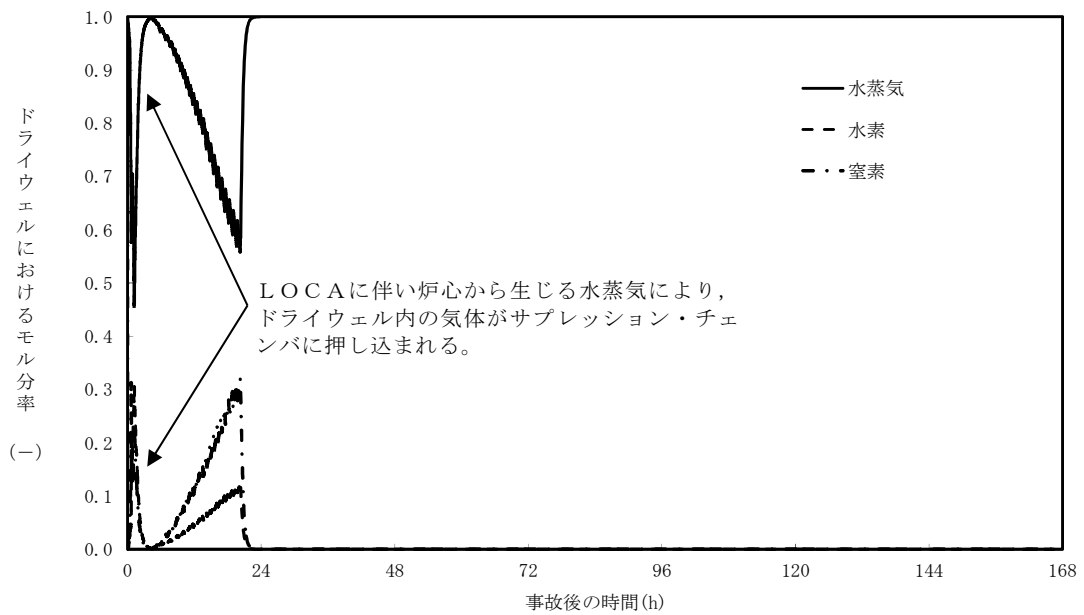 1.0
0.9
0.8
0.7
0.6
0.5
0.4
0.3
0.2
0.1
0.0
ドライウェルにおけるモル分率 (－)
水蒸気
水素
窒素
ＬＯＣＡに伴い炉心から生じる水蒸気により，
ドライウェル内の気体がサプレッション・チェ
ンバに押し込まれる。
0 24 48 72 96 120 144 168
事故後の時間(h)